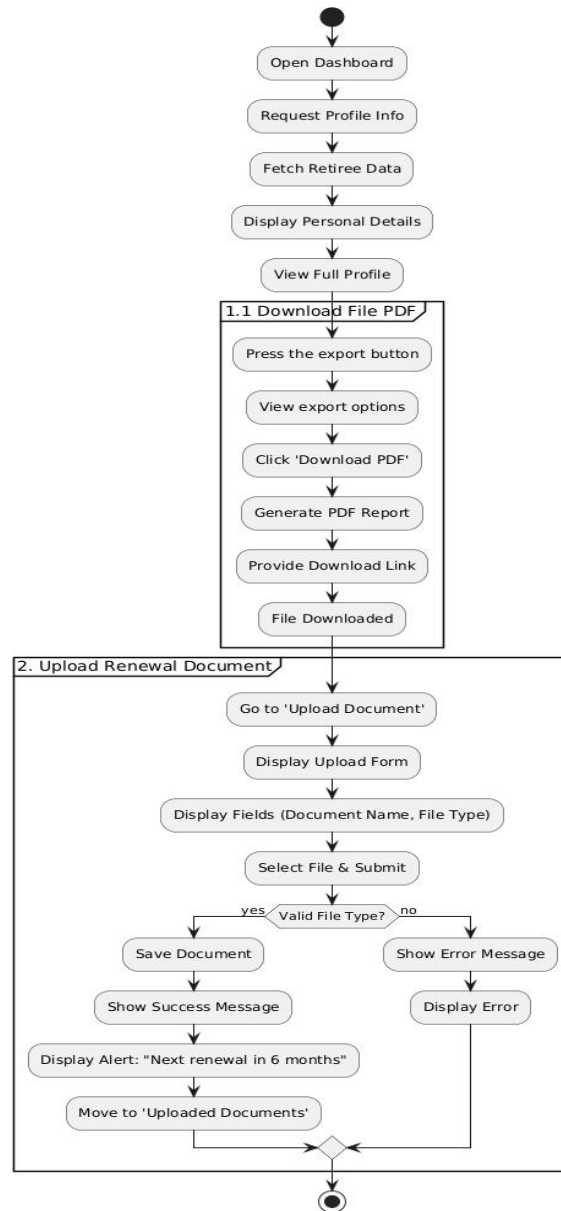 Open Dashboard
Request Profile Info
Fetch Retiree Data
Display Personal Details
View Full Profile
1.1 Download File PDF
Press the export button
View export options
Click 'Download PDF'
Generate PDF Report
Provide Download Link
File Downloaded
2. Upload Renewal Document
Go to 'Upload Document'
Display Upload Form
Display Fields (Document Name, File Type)
Select File & Submit
yes
Valid File Type?
no
Save Document
Show Error Message
Show Success Message
Display Error
Display Alert: "Next renewal in 6 months"
Move to 'Uploaded Documents'